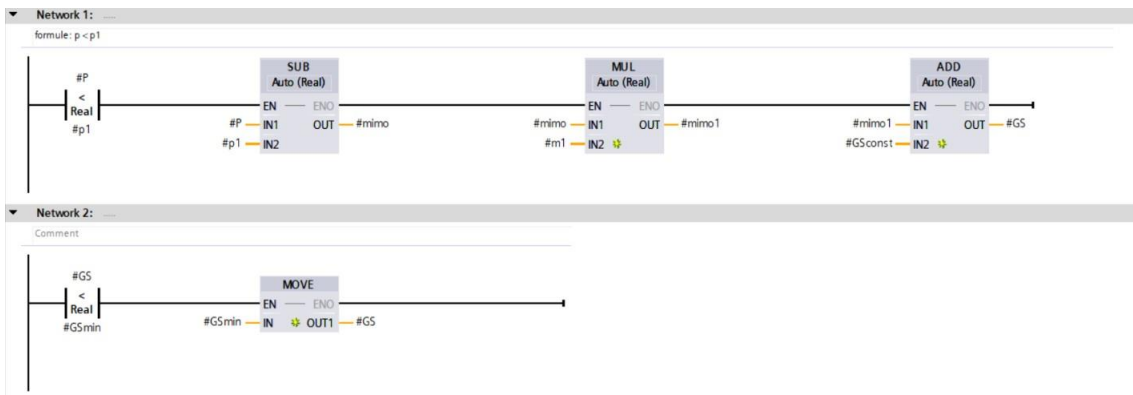 Network 1: ....
formule: p < p1
#P
<
Real
#p1
SUB
Auto (Real)
EN ENO
#P IN1 OUT #mimo
#p1 IN2
MUL
Auto (Real)
EN ENO
#mimo IN1 OUT #mimo1
#m1 IN2
ADD
Auto (Real)
EN ENO
#mimo1 IN1 OUT #GS
#GSconst IN2
Network 2: ....
Comment
#GS
<
Real
#GSmin
MOVE
EN ENO
#GSmin IN OUT1 #GS